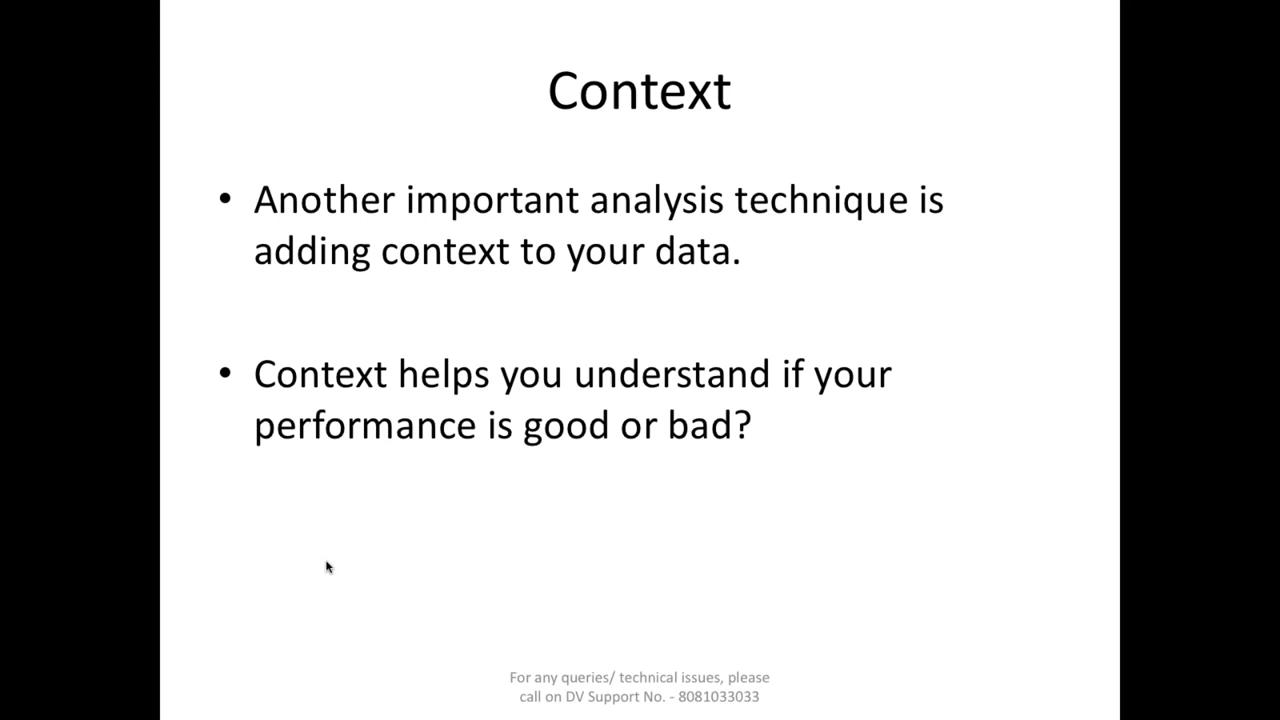 Context
• Another important analysis technique is
adding context to your data.
• Context helps you understand if your
performance is good or bad?
For any queries/ technical issues, please
call on DV Support No. - 8081033033